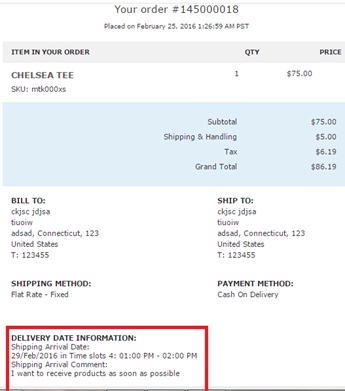 Your order #145000018
Placed on February 25, 2016 1:26:59 AM PST
ITEM IN YOUR ORDER QTY PRICE
CHELSEA TEE 1 $75.00
SKU: mtk000xs
Subtotal $75.00
Shipping & Handling $5.00
Tax $6.19
Grand Total $86.19
BILL TO: SHIP TO:
ckjsc jdjsa ckjsc jdjsa
tiuoiw tiuoiw
adsad, Connecticut, 123 adsad, Connecticut, 123
United States United States
T: 123455 T: 123455
SHIPPING METHOD: PAYMENT METHOD:
Flat Rate - Fixed Cash On Delivery
DELIVERY DATE INFORMATION:
Shipping Arrival Date:
29/Feb/2016 in Time slots 4: 01:00 PM - 02:00 PM
Shipping Arrival Comment:
I want to receive products as soon as possible